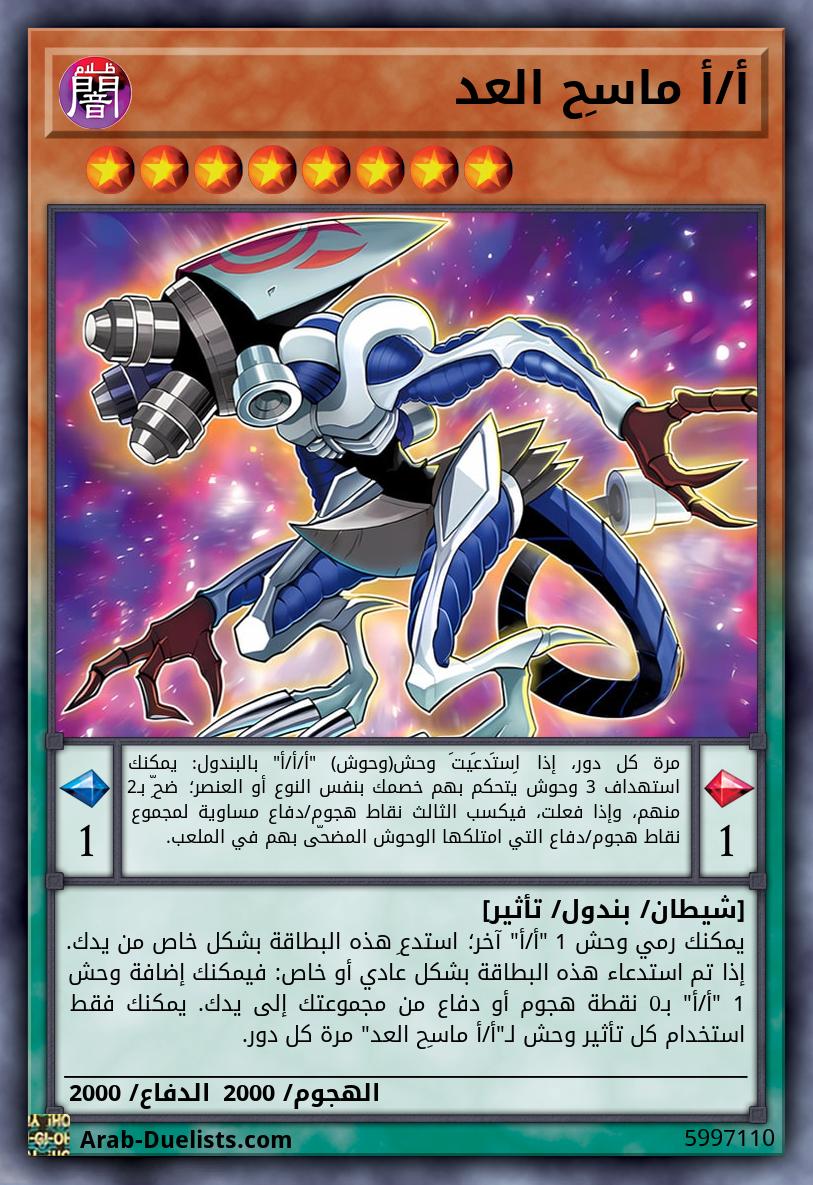 أ/أ ماسحِ العد
ظلام
闇
مرة كل دور، إذا اِستَدعيَتَ وحش(وحوش) "أ/أ/أ" بالبندول: يمكنك
استهداف 3 وحوش يتحكم بهم خصمك بنفس النوع أو العنصر؛ ضحِّ بـ2
منهم، وإذا فعلت، فيكسب الثالث نقاط هجوم/دفاع مساوية لمجموع
نقاط هجوم/دفاع التي امتلكها الوحوش المضحّى بهم في الملعب.
1
1
[شيطان/ بندول/ تأثير]
يمكنك رمي وحش 1 "أ/أ" آخر؛ استدعِ هذه البطاقة بشكل خاص من يدك.
إذا تم استدعاء هذه البطاقة بشكل عادي أو خاص: فيمكنك إضافة وحش
1 "أ/أ" بـ0 نقطة هجوم أو دفاع من مجموعتك إلى يدك. يمكنك فقط
استخدام كل تأثير وحش لـ"أ/أ ماسحِ العد" مرة كل دور.
الهجوم/ 2000 الدفاع/ 2000
Arab-Duelists.com
5997110